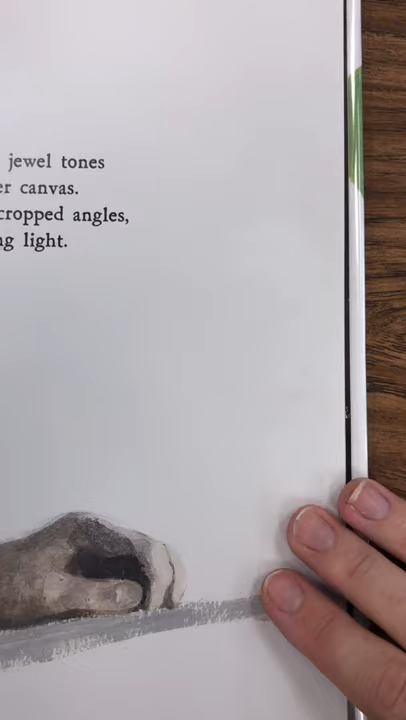 jewel tones
canvas.
cropped angles,
light.